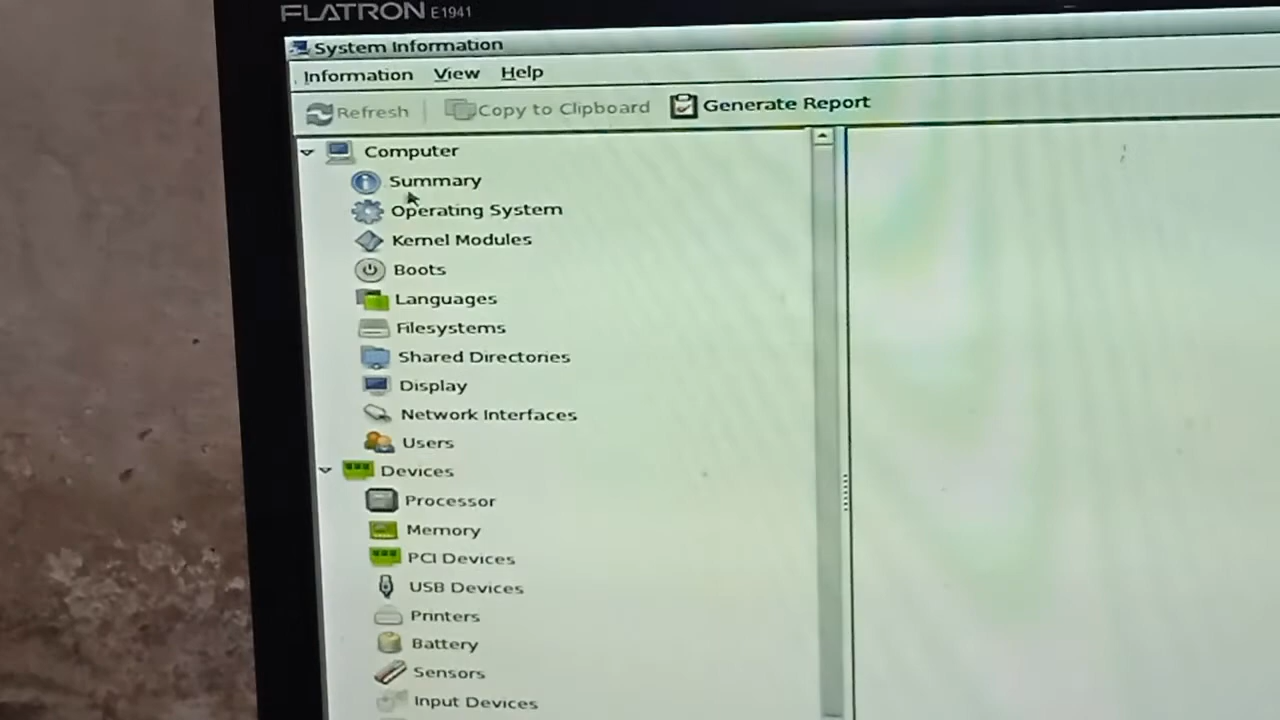 FLATRON E1941
System Information
Information View Help
Refresh Copy to Clipboard Generate Report
Computer
Summary
Operating System
Kernel Modules
Boots
Languages
Filesystems
Shared Directories
Display
Network Interfaces
Users
Devices
Processor
Memory
PCI Devices
USB Devices
Printers
Battery
Sensors
Input Devices